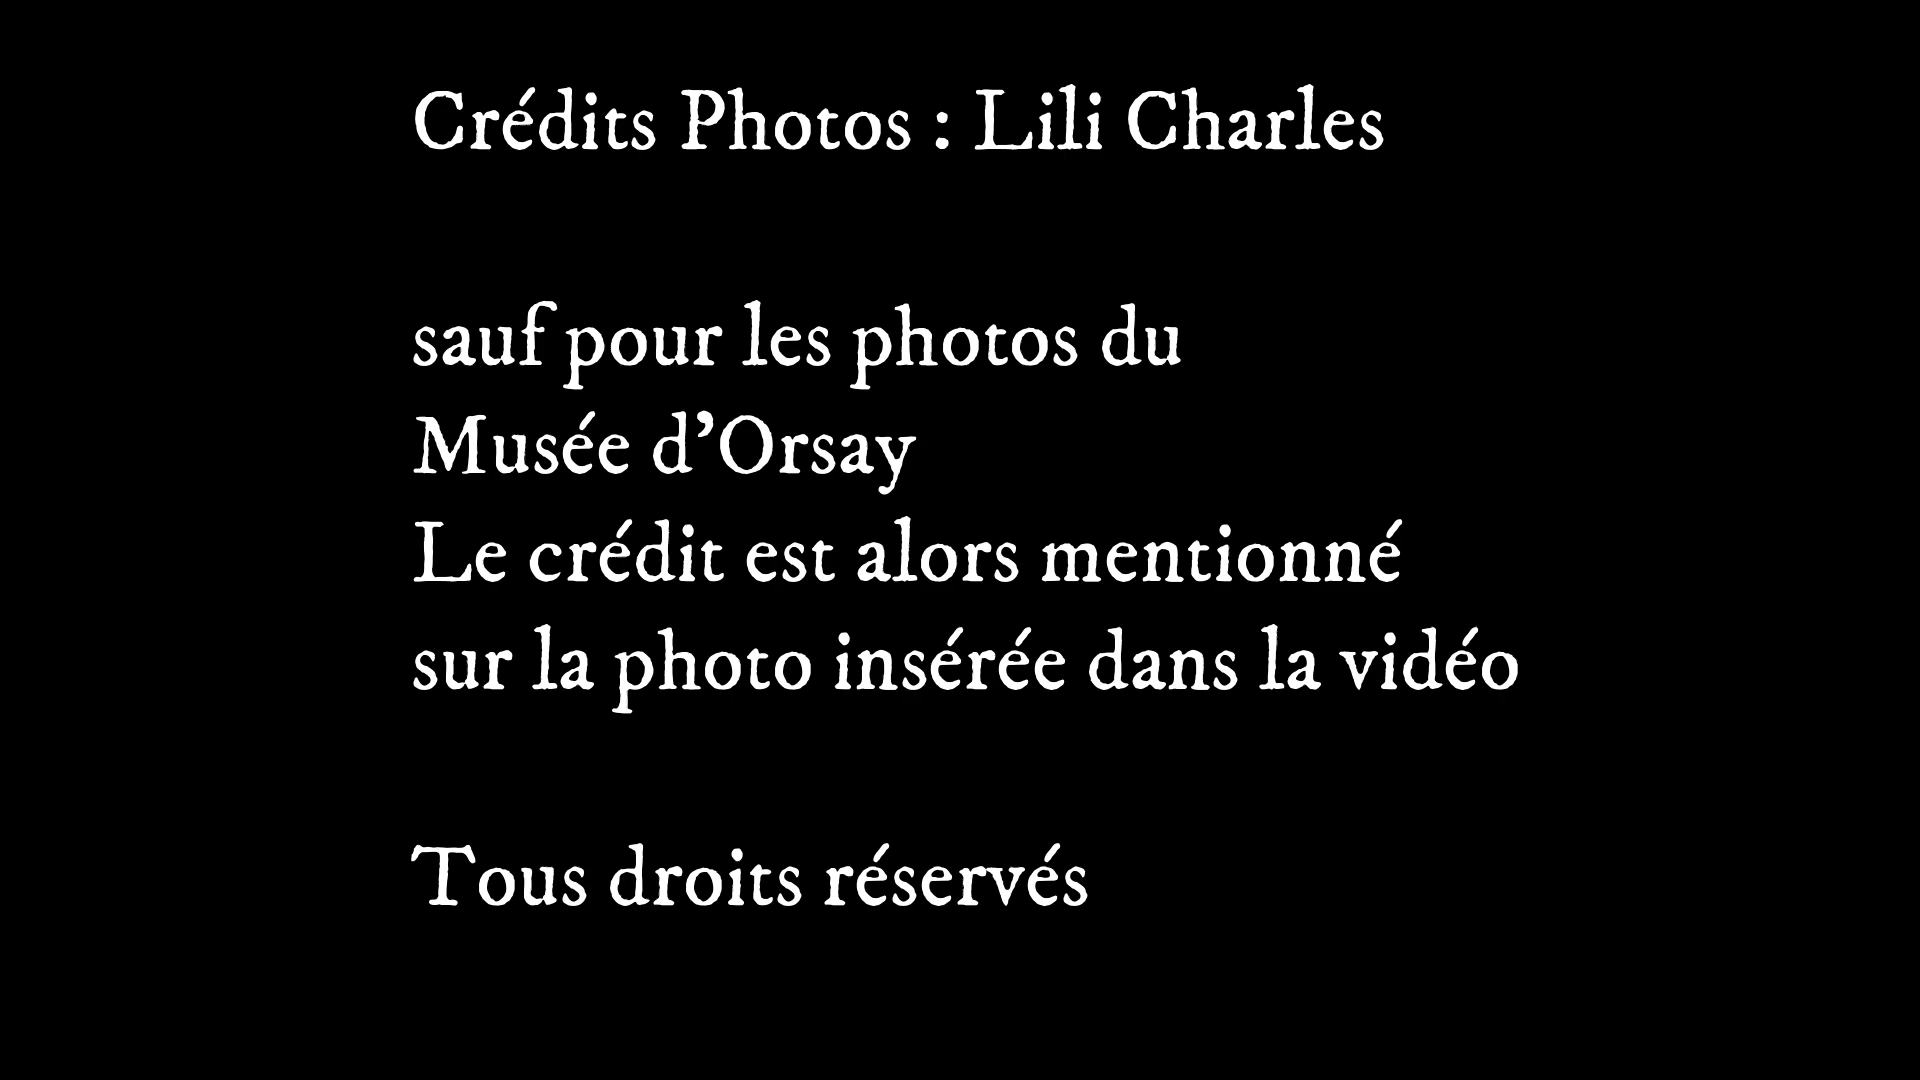 Crédits Photos : Lili Charles
sauf pour les photos du
Musée d’Orsay
Le crédit est alors mentionné
sur la photo insérée dans la vidéo
Tous droits réservés